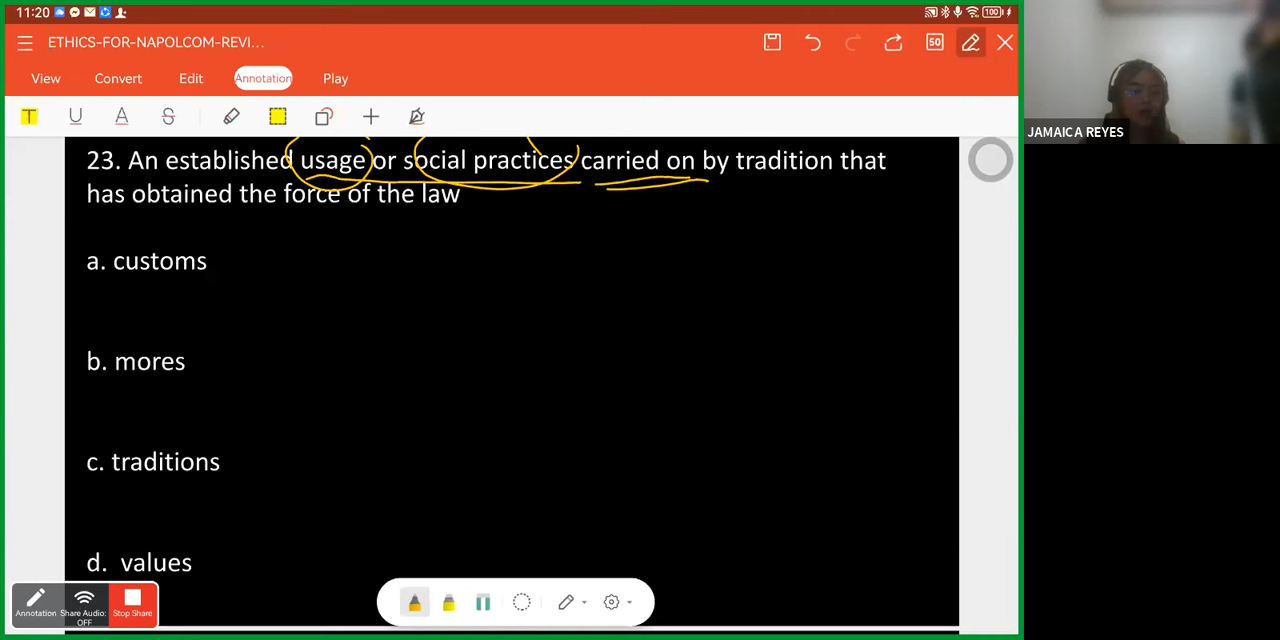 11:20
100
ETHICS-FOR-NAPOLCOM-REVI...
50
View Convert Edit Annotation Play
T U A S
JAMAICA REYES
23. An established usage or social practices carried on by tradition that
has obtained the force of the law
a. customs
b. mores
c. traditions
d. values
Annotation Share Audio: OFF Stop Share